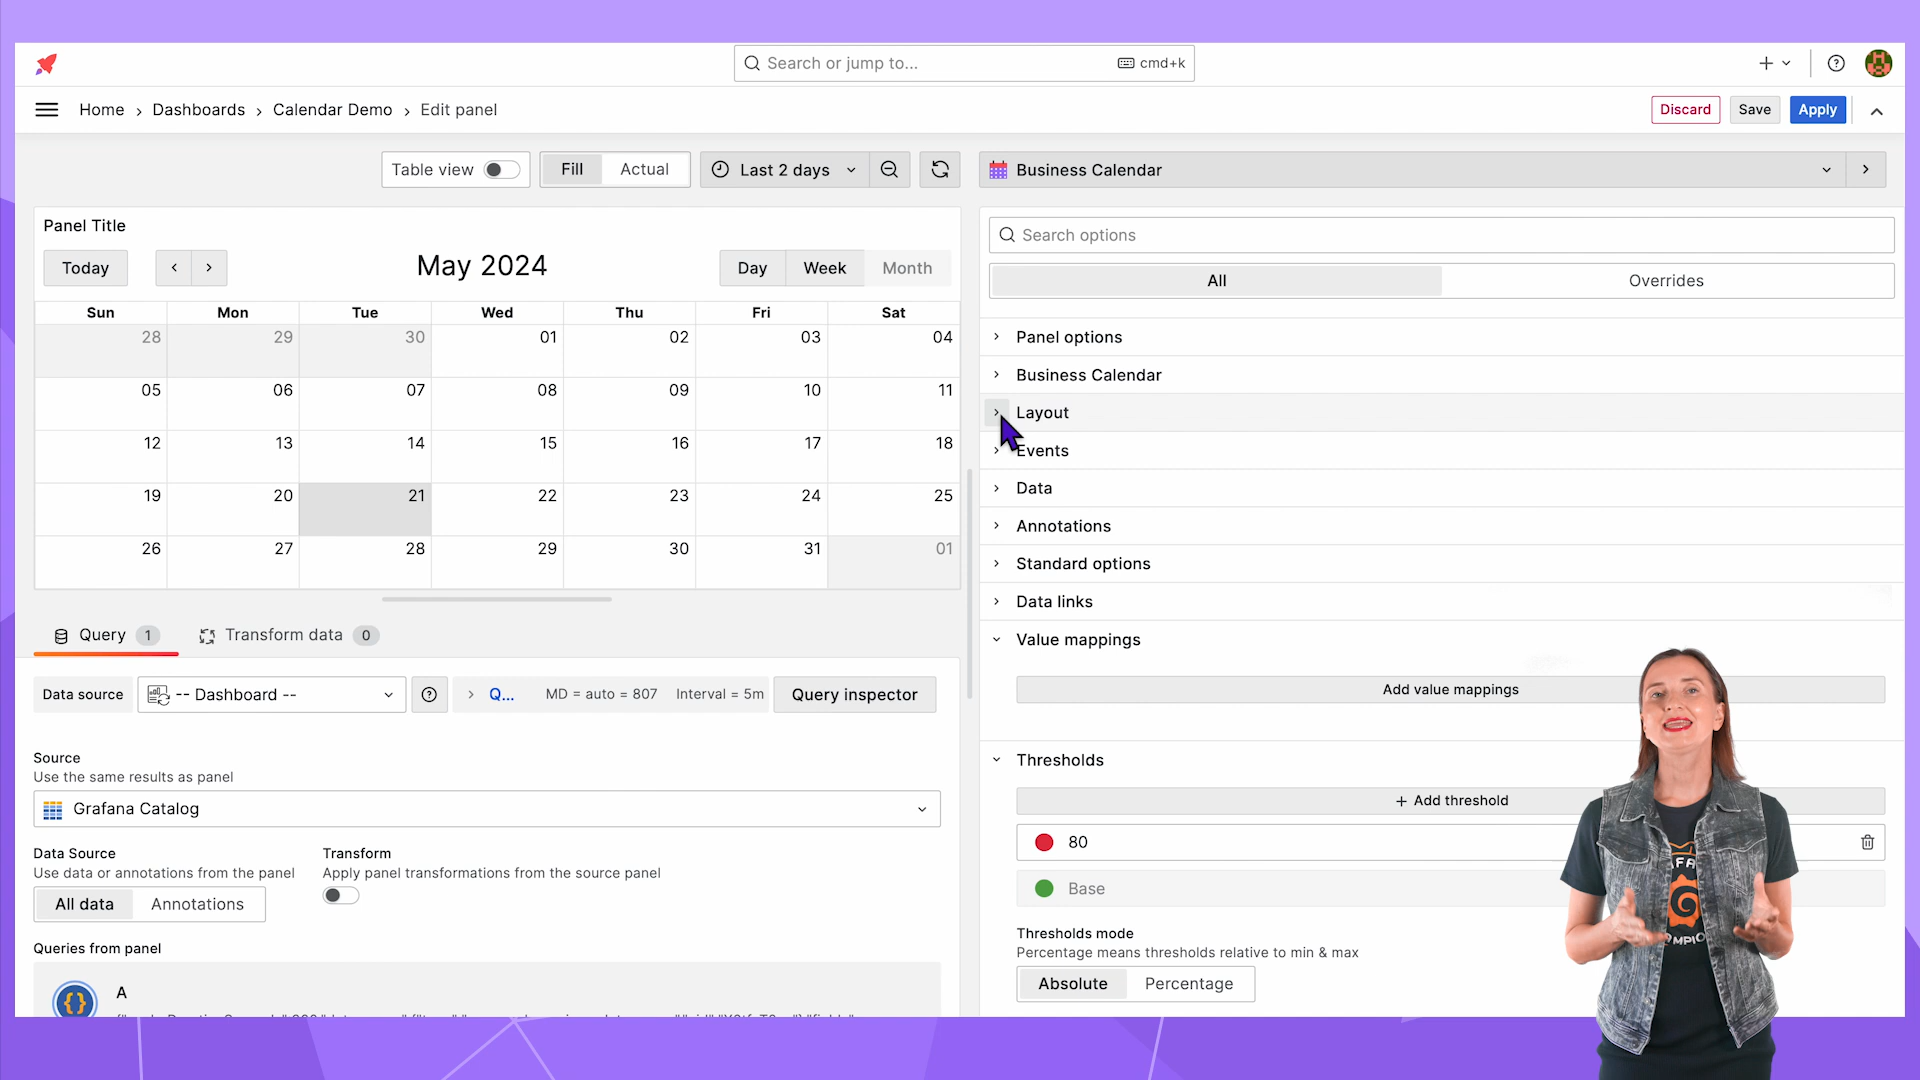 Search or jump to...
cmd+k
Home › Dashboards › Calendar Demo › Edit panel
Discard
Save
Apply
Table view
Fill
Actual
Last 2 days
Business Calendar
Panel Title
Today
May 2024
Day
Week
Month
Sun Mon Tue Wed Thu Fri Sat
28 29 30 01 02 03 04
05 06 07 08 09 10 11
12 13 14 15 16 17 18
19 20 21 22 23 24 25
26 27 28 29 30 31 01
Query 1
Transform data 0
Data source
-- Dashboard --
Q...
MD = auto = 807
Interval = 5m
Query inspector
Source
Use the same results as panel
Grafana Catalog
Data Source
Use data or annotations from the panel
All data
Annotations
Transform
Apply panel transformations from the source panel
Queries from panel
A
Search options
All
Overrides
Panel options
Business Calendar
Layout
Events
Data
Annotations
Standard options
Data links
Value mappings
Add value mappings
Thresholds
+ Add threshold
80
Base
Thresholds mode
Percentage means thresholds relative to min & max
Absolute
Percentage